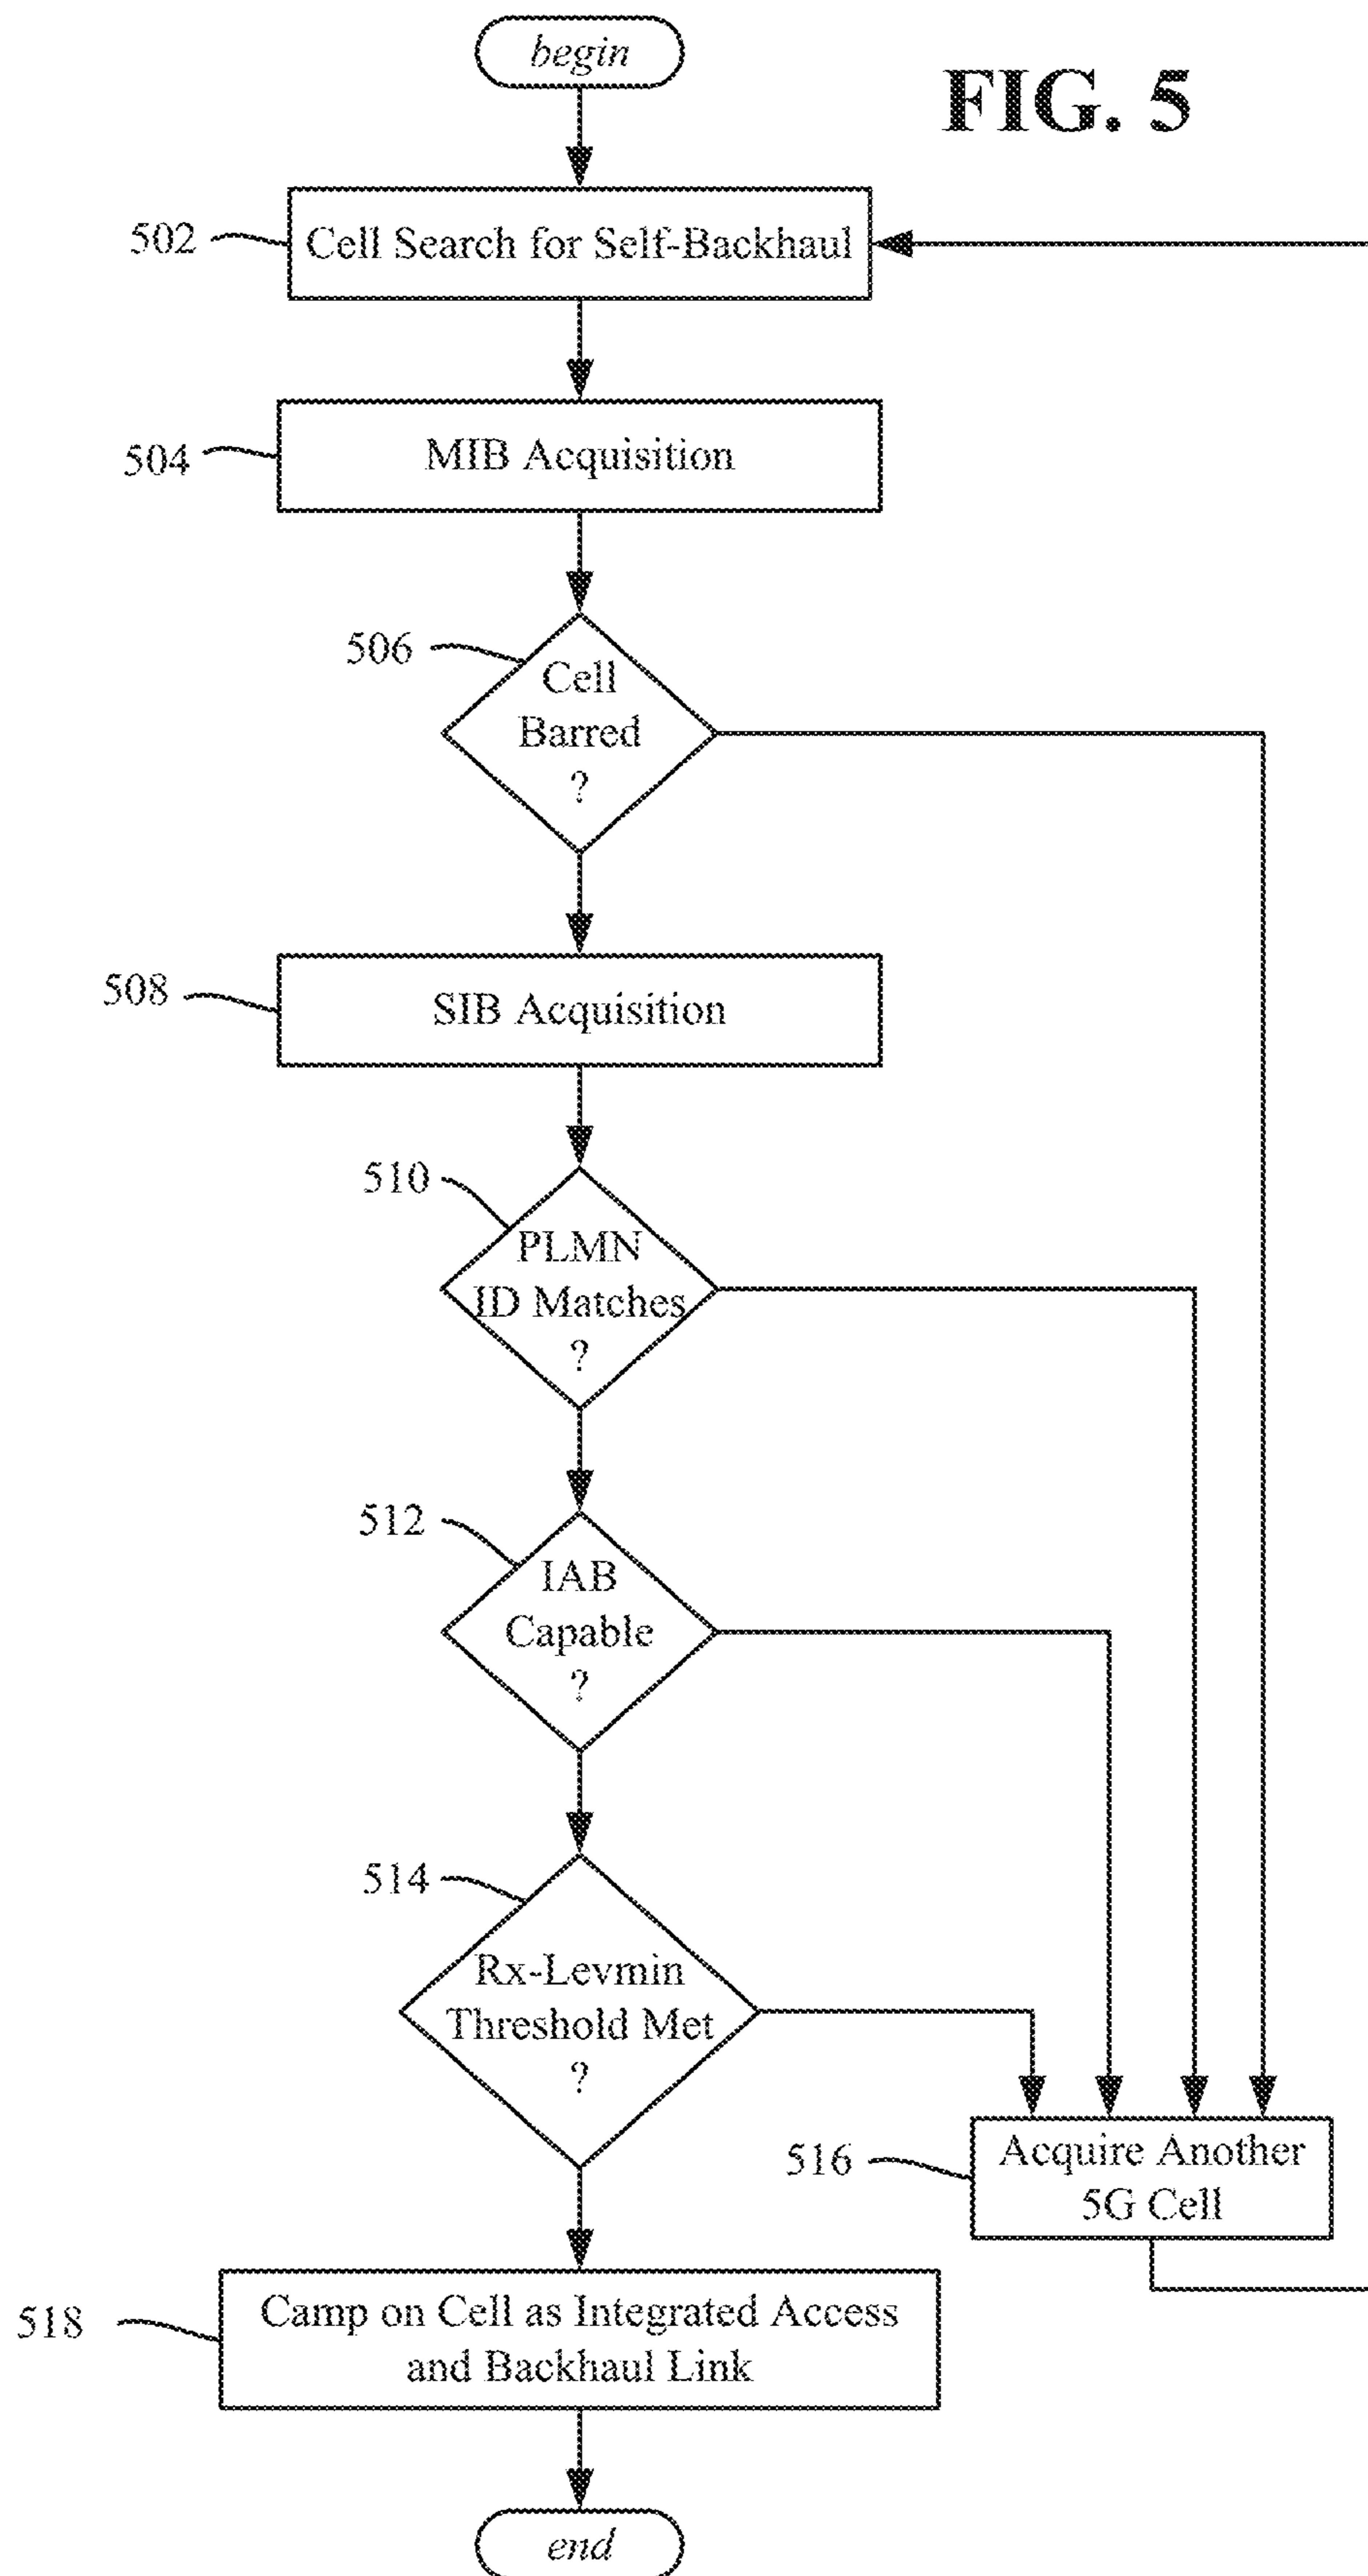 begin
FIG. 5
502
Cell Search for Self-Backhaul
504
MIB Acquisition
506
Cell
Barred
?
508
SIB Acquisition
510
PLMN
ID Matches
?
512
IAB
Capable
?
514
Rx-Levmin
Threshold Met
?
516
Acquire Another
5G Cell
518
Camp on Cell as Integrated Access
and Backhaul Link
end